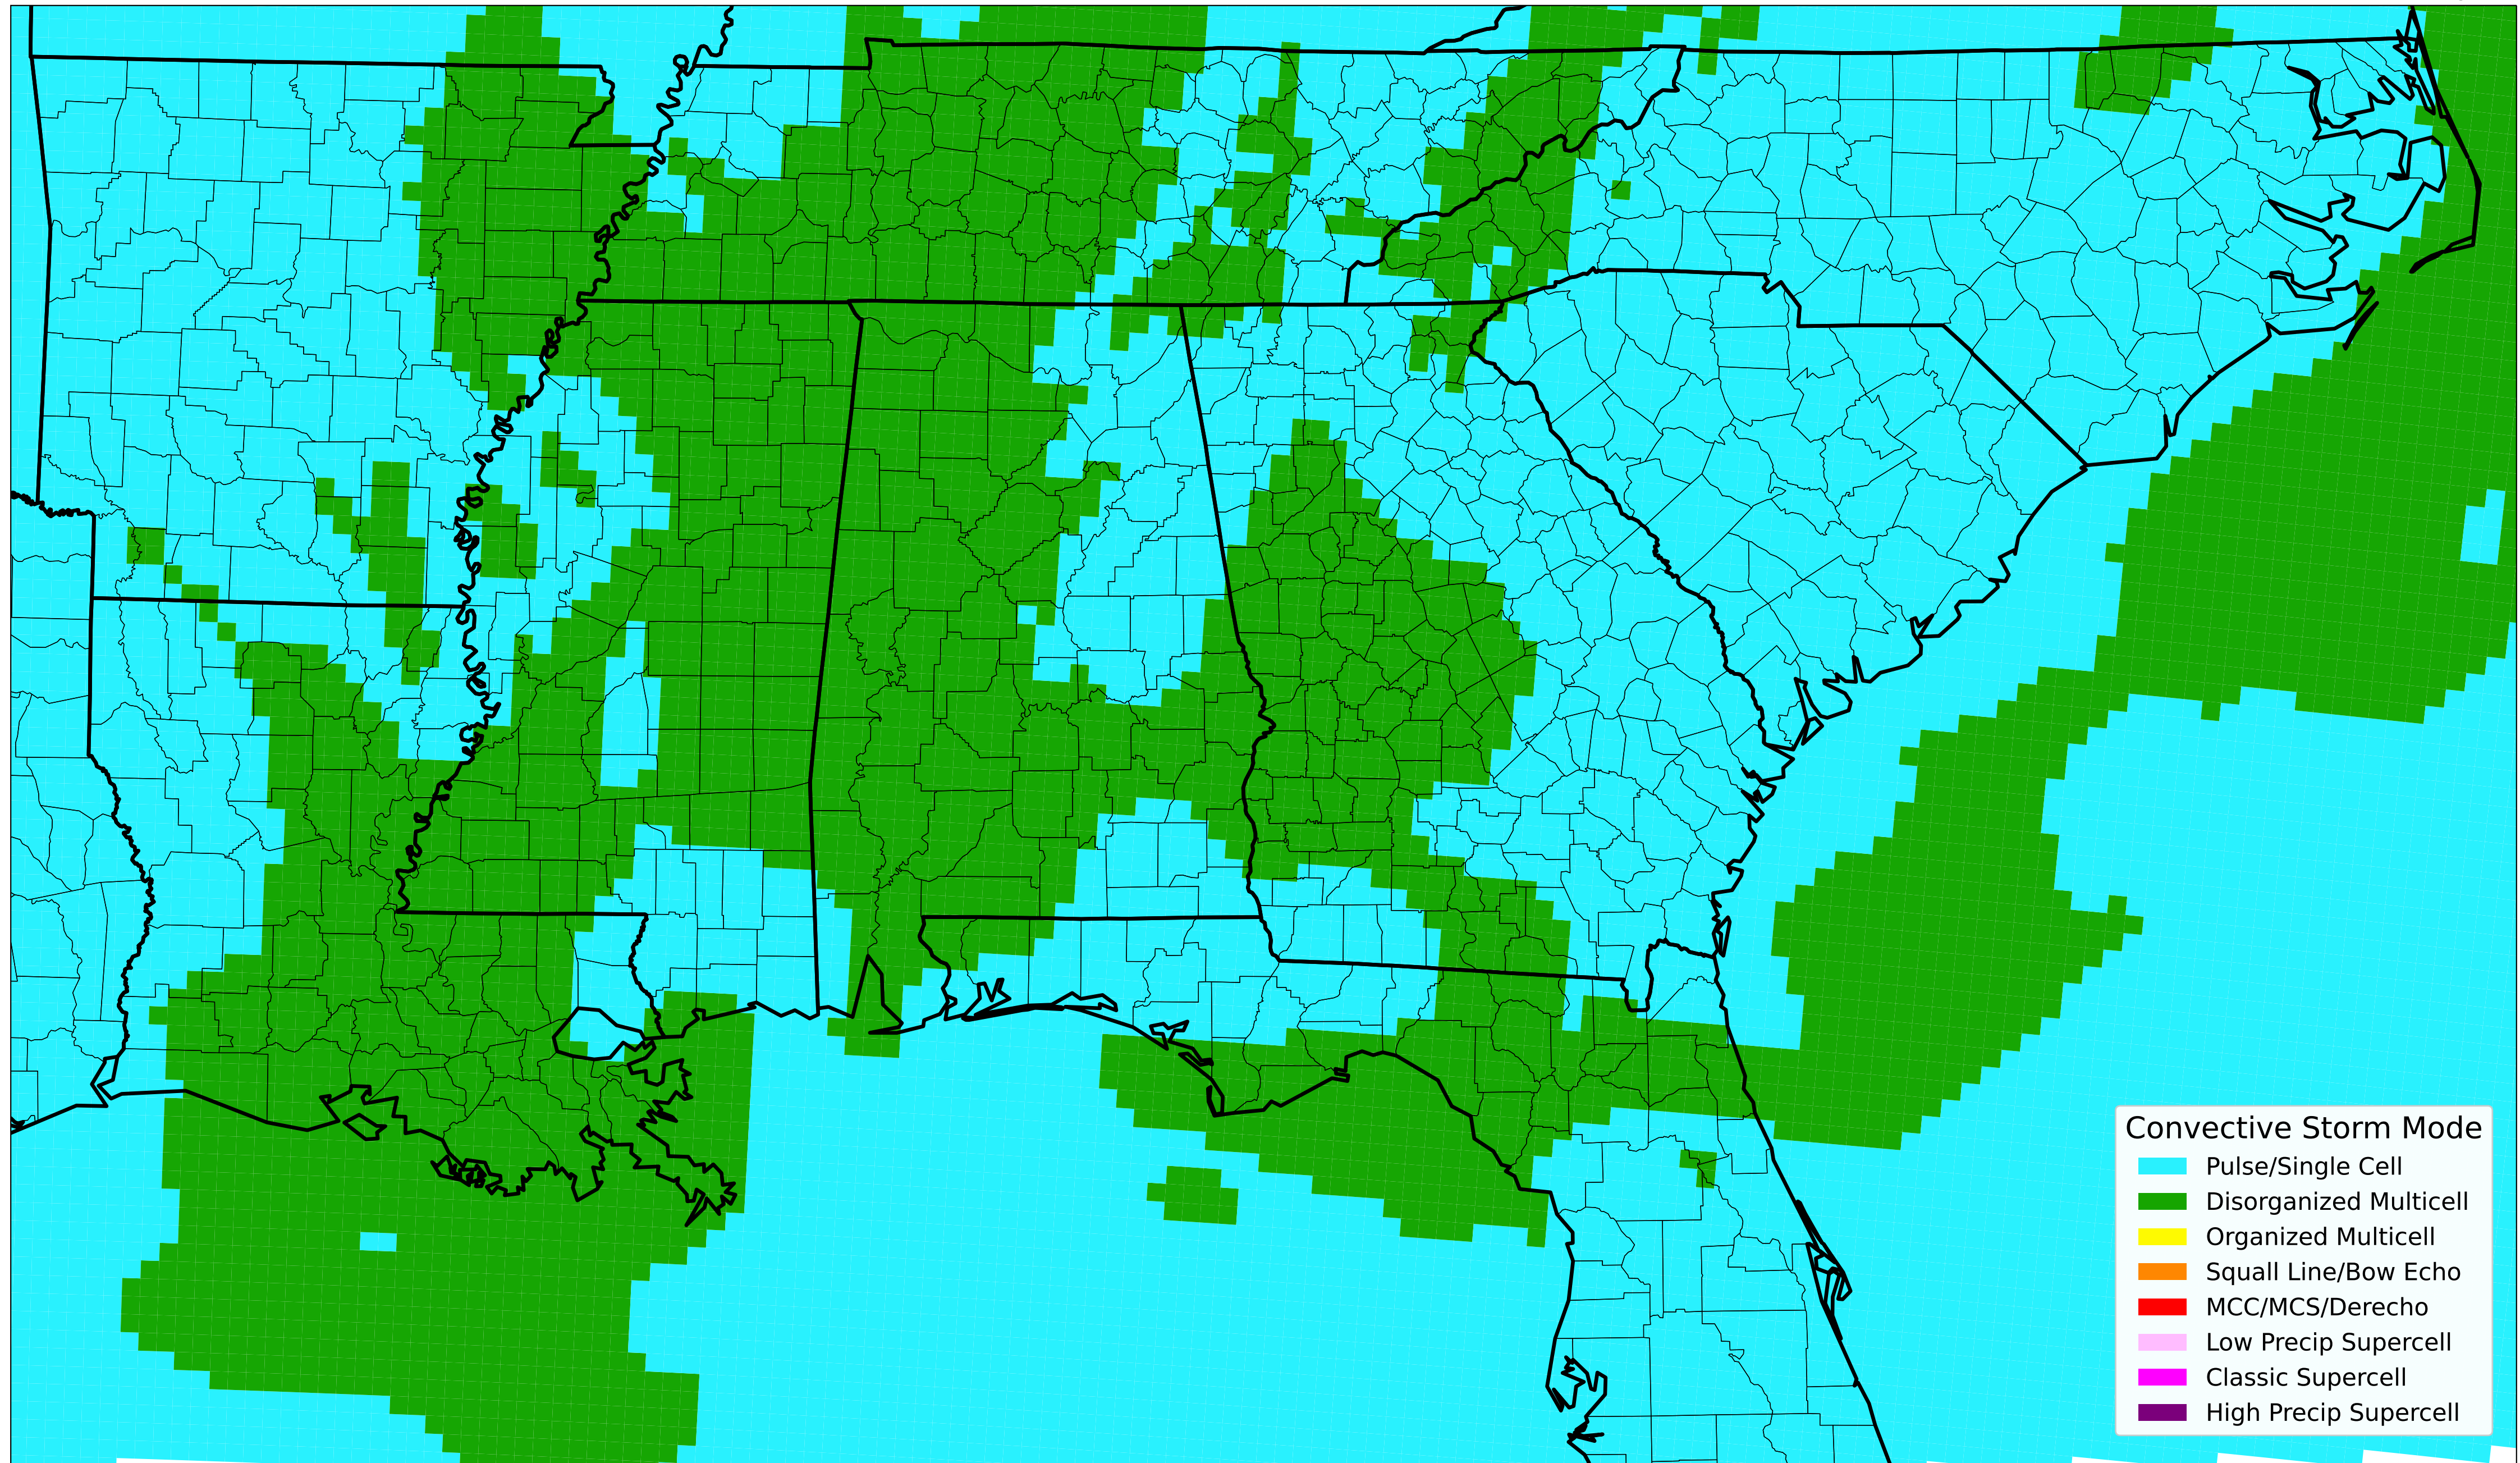 Convective Storm Mode
Pulse/Single Cell
Disorganized Multicell
Organized Multicell
Squall Line/Bow Echo
MCC/MCS/Derecho
Low Precip Supercell
Classic Supercell
High Precip Supercell